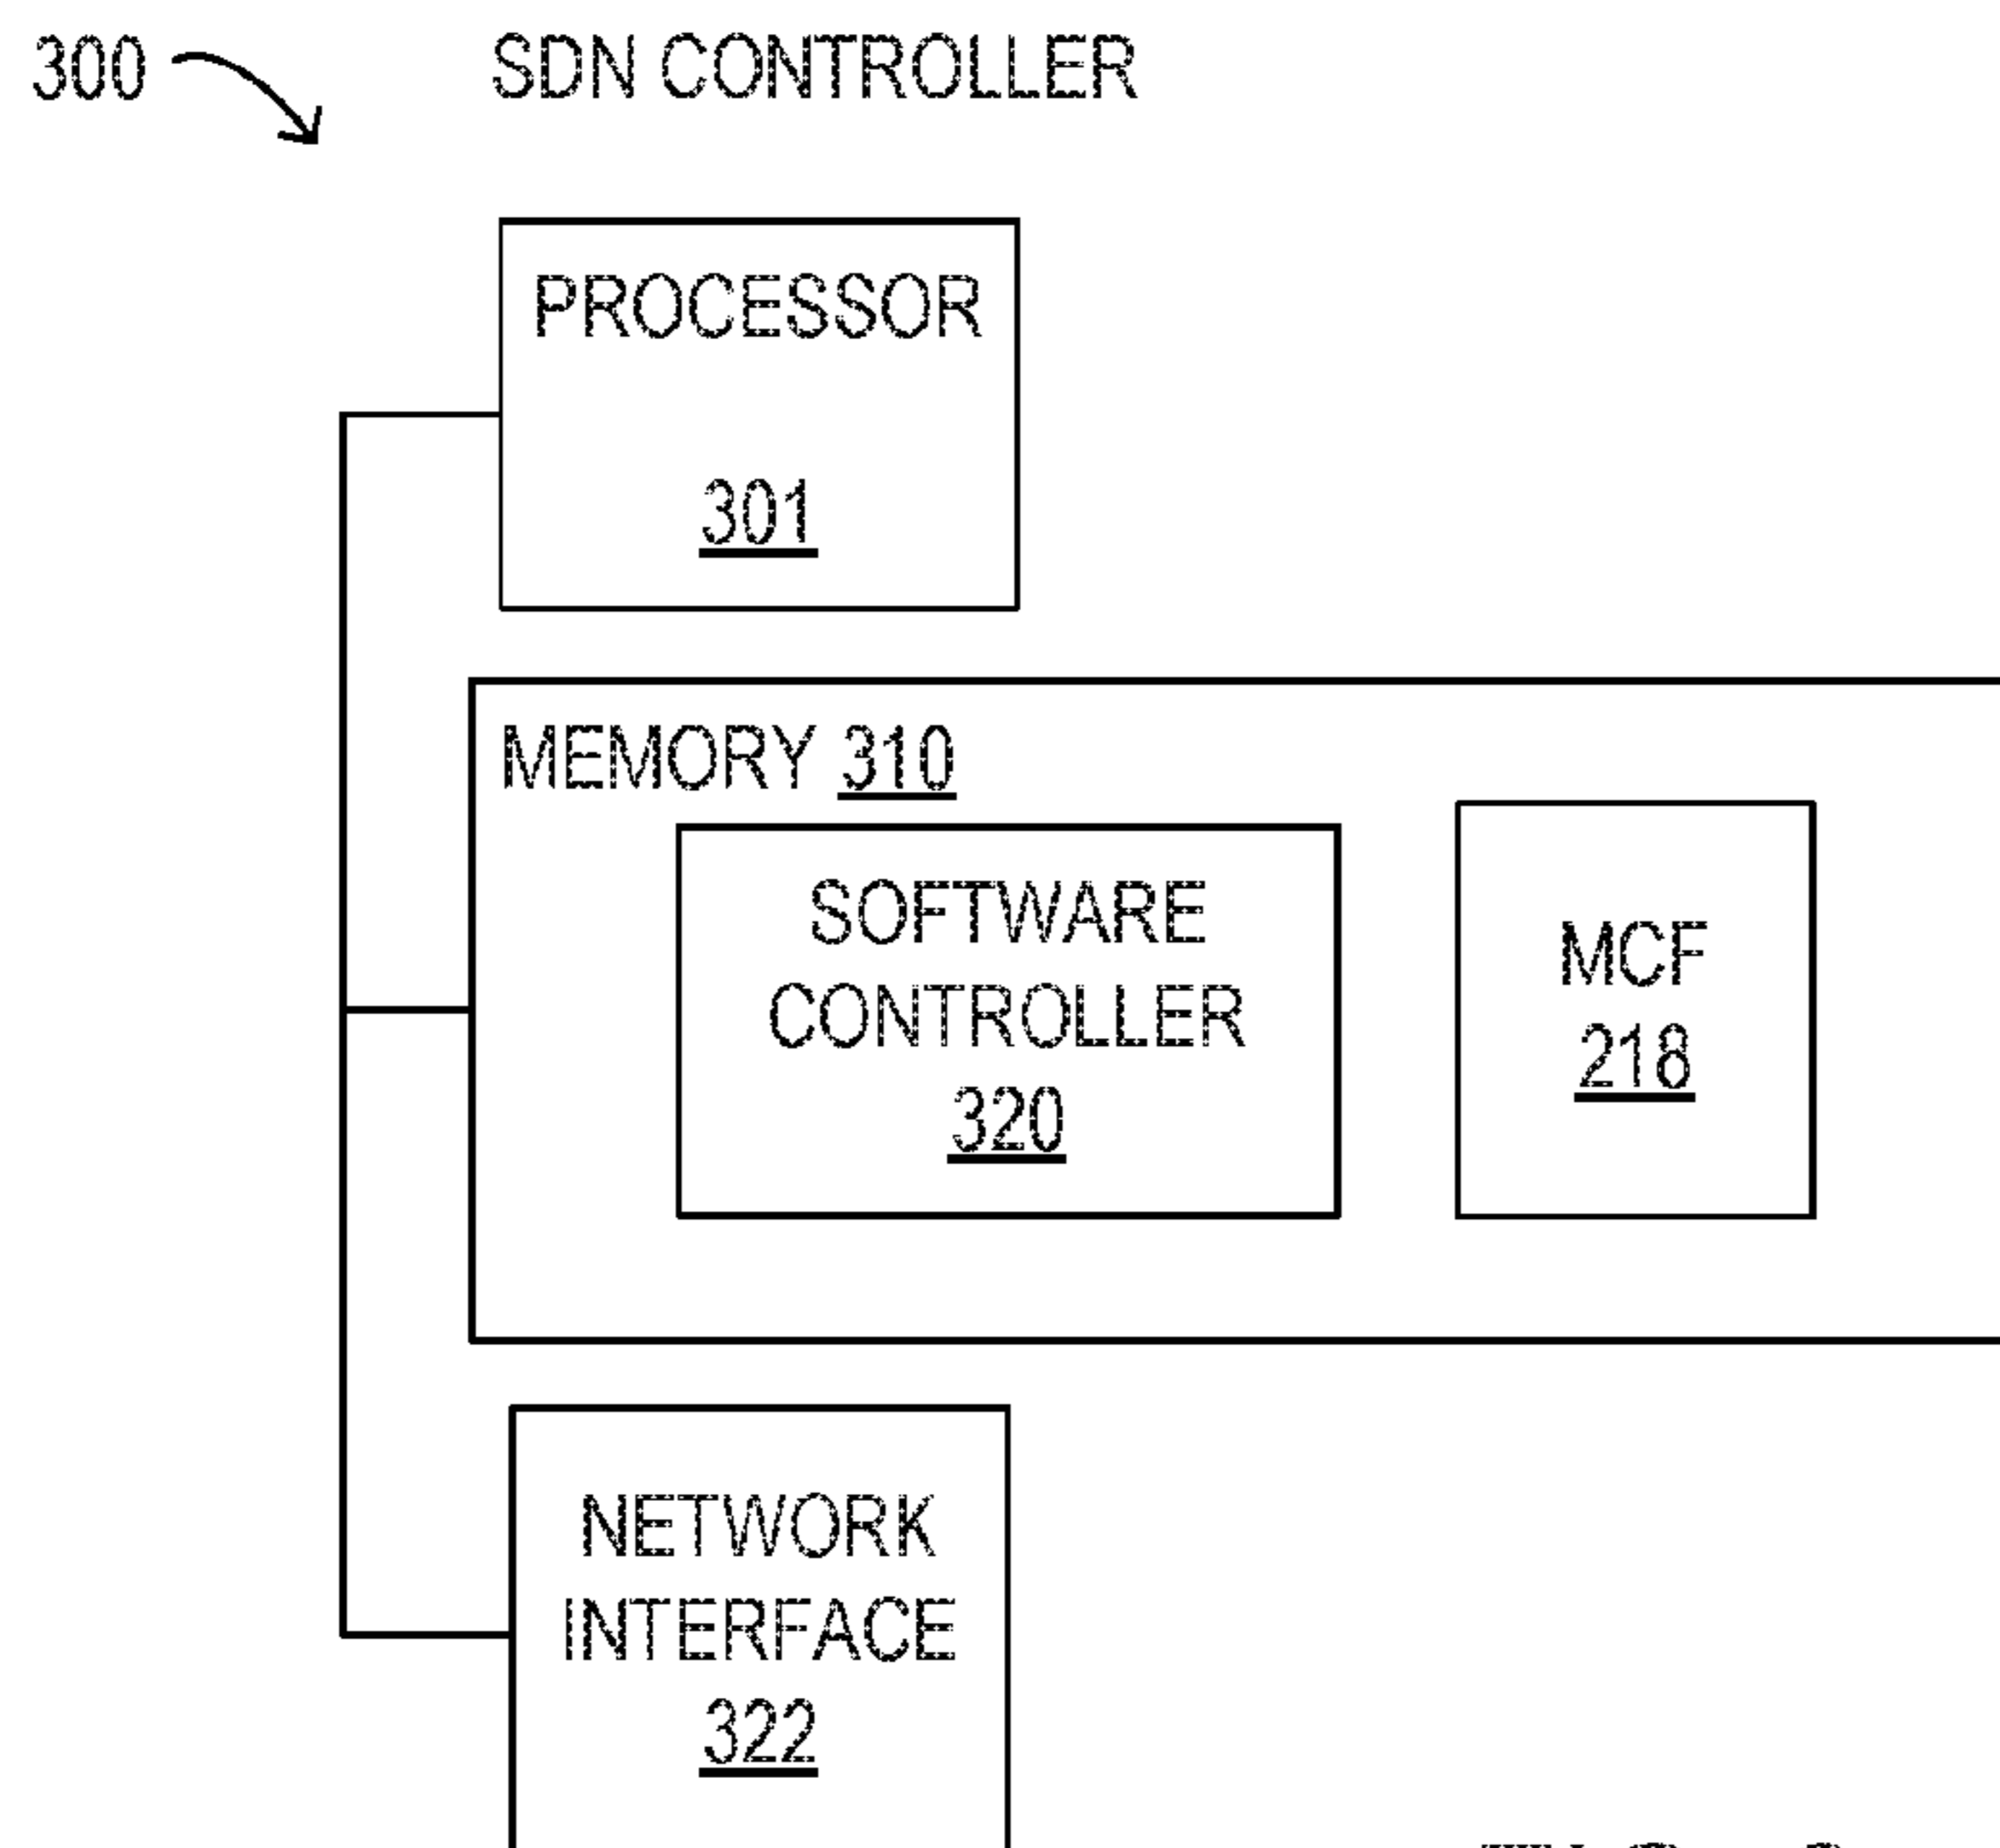 300 SDN CONTROLLER
PROCESSOR
301
MEMORY 310
SOFTWARE
CONTROLLER
320
MCF
218
NETWORK
INTERFACE
322